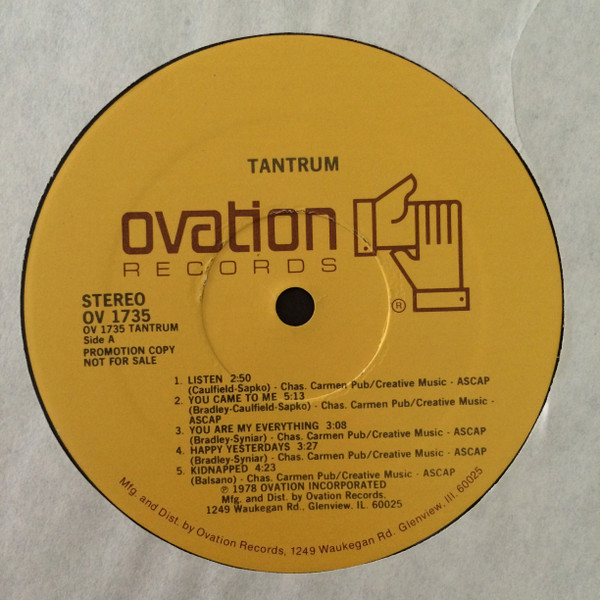 TANTRUM
ovation
RECORDS
®
STEREO
OV 1735
OV 1735 TANTRUM
Side A
PROMOTION COPY
NOT FOR SALE
1. LISTEN 2:50
(Caulfield-Sapko) - Chas. Carmen Pub/Creative Music - ASCAP
2. YOU CAME TO ME 5:13
(Bradley-Caulfield-Sapko) - Chas. Carmen Pub/Creative Music -
ASCAP
3. YOU ARE MY EVERYTHING 3:08
(Bradley-Syniar) - Chas. Carmen Pub/Creative Music - ASCAP
4. HAPPY YESTERDAYS 3:27
(Bradley-Syniar) - Chas. Carmen Pub/Creative Music - ASCAP
5. KIDNAPPED 4:23
(Balsano) - Chas. Carmen Pub/Creative Music - ASCAP
℗ 1978 OVATION INCORPORATED
Mfg. and Dist. by Ovation Records,
1249 Waukegan Rd., Glenview, IL. 60025
Mfg. and Dist. by Ovation Records, 1249 Waukegan Rd. Glenview, Ill. 60025